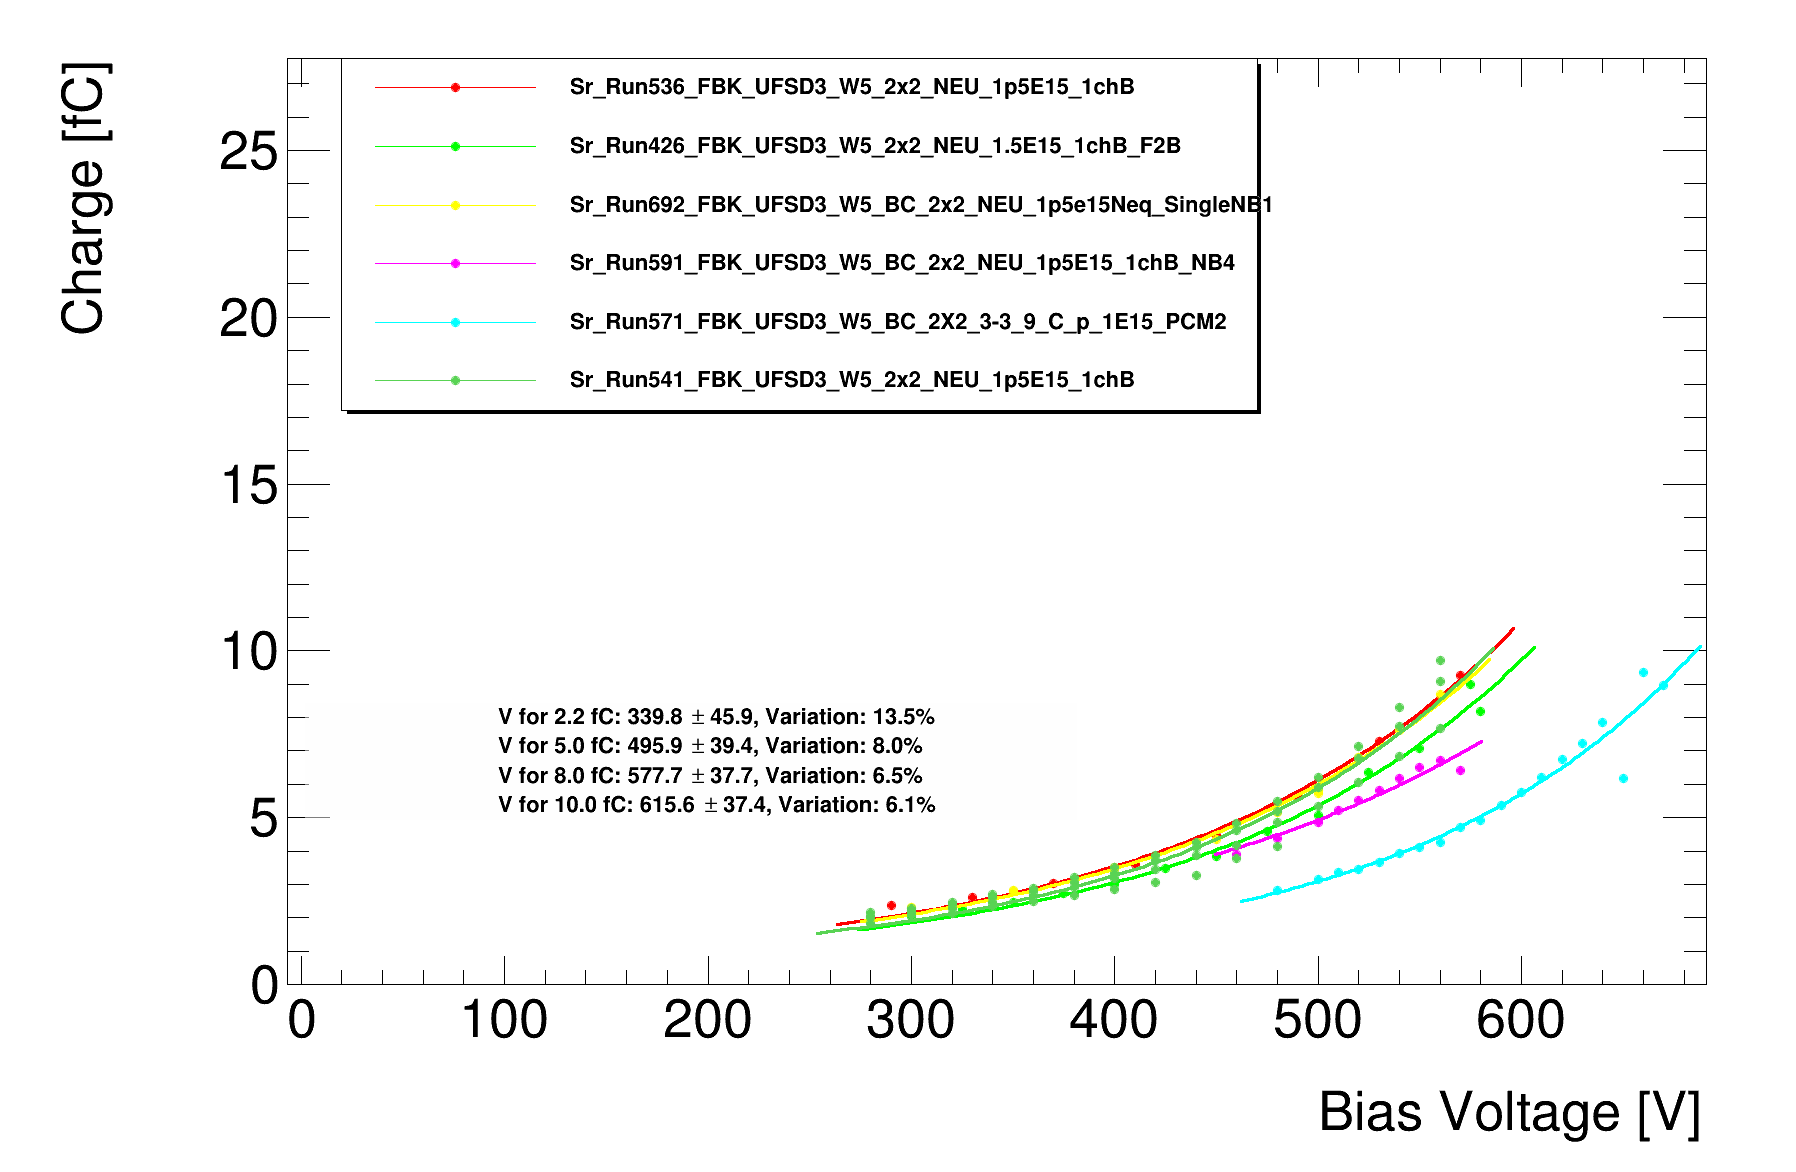 Charge [fC]
Sr_Run536_FBK_UFSD3_W5_2x2_NEU_1p5E15_1chB
Sr_Run426_FBK_UFSD3_W5_2x2_NEU_1.5E15_1chB_F2B
Sr_Run692_FBK_UFSD3_W5_BC_2x2_NEU_1p5e15Neq_SingleNB1
Sr_Run591_FBK_UFSD3_W5_BC_2x2_NEU_1p5E15_1chB_NB4
Sr_Run571_FBK_UFSD3_W5_BC_2X2_3-3_9_C_p_1E15_PCM2
Sr_Run541_FBK_UFSD3_W5_2x2_NEU_1p5E15_1chB
25
20
15
10
5
0
V for 2.2 fC: 339.8 ± 45.9, Variation: 13.5%
V for 5.0 fC: 495.9 ± 39.4, Variation: 8.0%
V for 8.0 fC: 577.7 ± 37.7, Variation: 6.5%
V for 10.0 fC: 615.6 ± 37.4, Variation: 6.1%
0 100 200 300 400 500 600
Bias Voltage [V]